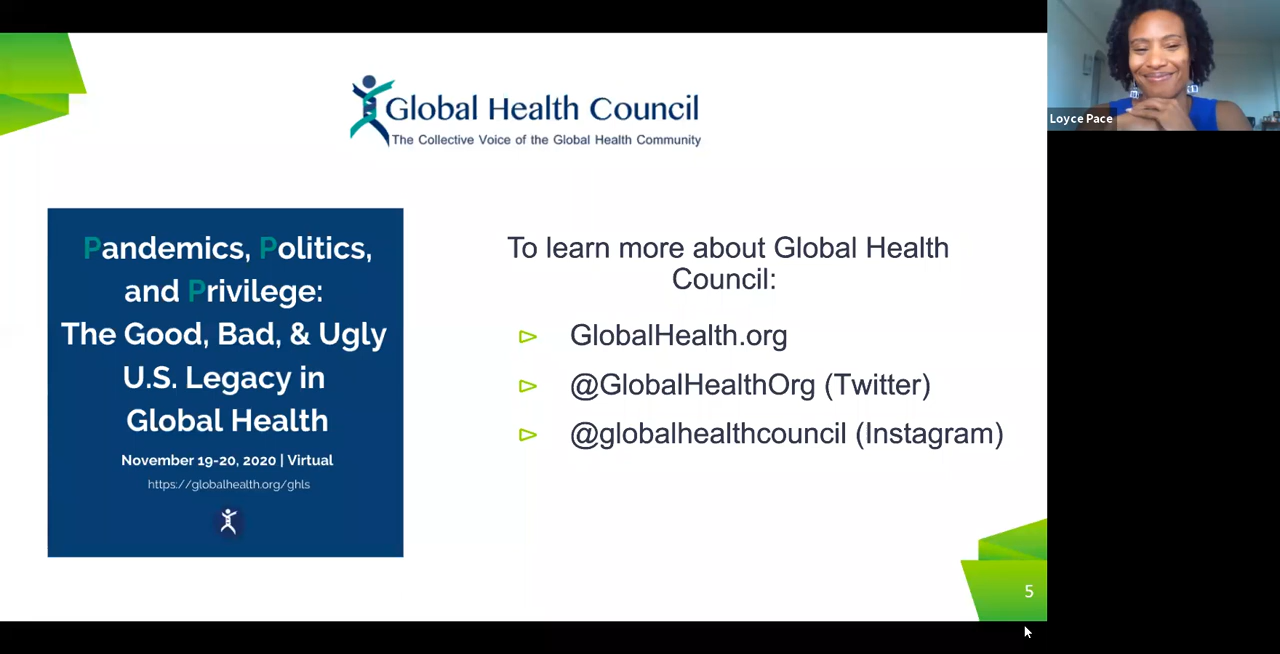 Global Health Council
The Collective Voice of the Global Health Community
Pandemics, Politics,
and Privilege:
The Good, Bad, & Ugly
U.S. Legacy in
Global Health
November 19-20, 2020 | Virtual
https://globalhealth.org/ghls
To learn more about Global Health
Council:
GlobalHealth.org
@GlobalHealthOrg (Twitter)
@globalhealthcouncil (Instagram)
5
Loyce Pace